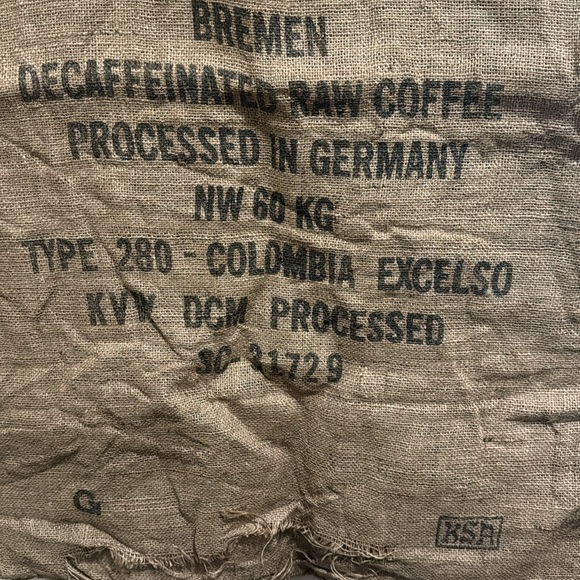 BREMEN
DECAFFEINATED RAW COFFEE
PROCESSED IN GERMANY
NW 60 KG
TYPE 280 - COLOMBIA EXCELSO
KVW DCM PROCESSED
SC-31729
G
KSA